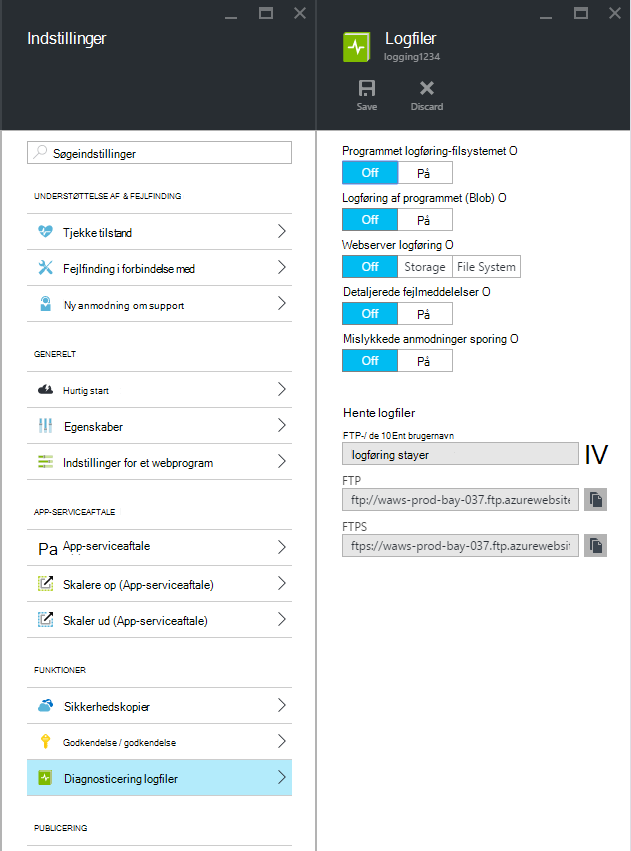 Indstillinger
Søgeindstillinger
UNDERSTØTTELSE AF & FEJLFINDING
Tjekke tilstand
Fejlfinding i forbindelse med
Ny anmodning om support
GENERELT
Hurtig start
Egenskaber
Indstillinger for et webprogram
APP-SERVICEAFTALE
Pa App-serviceaftale
Skalere op (App-serviceaftale)
Skaler ud (App-serviceaftale)
FUNKTIONER
Sikkerhedskopier
Godkendelse / godkendelse
Diagnosticering logfiler
PUBLICERING
Logfiler
logging1234
Save Discard
Programmet logføring-filsystemet O
Off På
Logføring af programmet (Blob) O
Off På
Webserver logføring O
Off Storage File System
Detaljerede fejlmeddelelser O
Off På
Mislykkede anmodninger sporing O
Off På
Hente logfiler
FTP-/ de 10Ent brugernavn
logføring stayer IV
FTP
ftp://waws-prod-bay-037.ftp.azurewebsite
FTPS
ftps://waws-prod-bay-037.ftp.azurewebsi